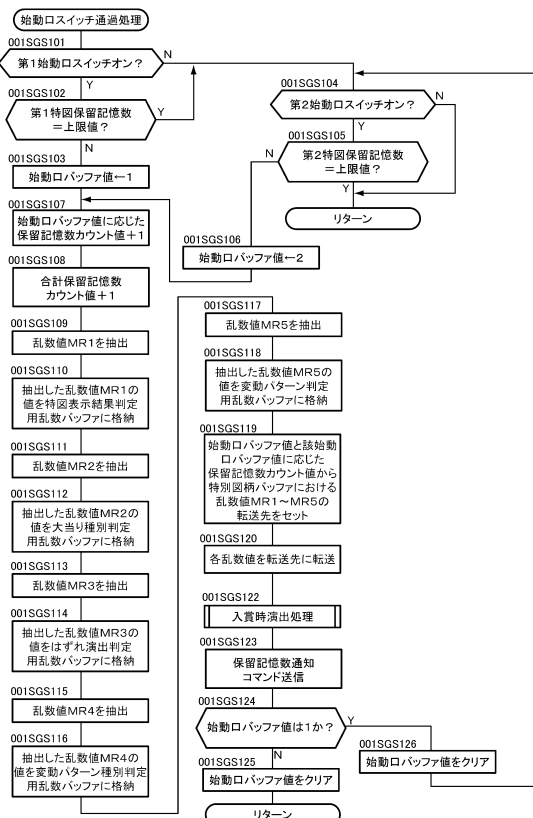 始動口スイッチ通過処理
001SGS101
第1始動口スイッチオン？
N
Y
001SGS102
第1特図保留記憶数
＝上限値？
Y
N
001SGS103
始動口バッファ値←1
001SGS104
第2始動口スイッチオン？
N
Y
001SGS105
第2特図保留記憶数
＝上限値？
N
Y
リターン
001SGS106
始動口バッファ値←2
001SGS107
始動口バッファ値に応じた
保留記憶数カウント値＋1
001SGS108
合計保留記憶数
カウント値＋1
001SGS109
乱数値MR1を抽出
001SGS110
抽出した乱数値MR1の
値を特図表示結果判定
用乱数バッファに格納
001SGS111
乱数値MR2を抽出
001SGS112
抽出した乱数値MR2の
値を大当り種別判定
用乱数バッファに格納
001SGS113
乱数値MR3を抽出
001SGS114
抽出した乱数値MR3の
値をはずれ演出判定
用乱数バッファに格納
001SGS115
乱数値MR4を抽出
001SGS116
抽出した乱数値MR4の
値を変動パターン種別判定
用乱数バッファに格納
001SGS117
乱数値MR5を抽出
001SGS118
抽出した乱数値MR5の
値を変動パターン判定
用乱数バッファに格納
001SGS119
始動口バッファ値と該始動
口バッファ値に応じた
保留記憶数カウント値から
特別図柄バッファにおける
乱数値MR1～MR5の
転送先をセット
001SGS120
各乱数値を転送先に転送
001SGS122
入賞時演出処理
001SGS123
保留記憶数通知
コマンド送信
001SGS124
始動口バッファ値は1か？
Y
N
001SGS125
始動口バッファ値をクリア
001SGS126
始動口バッファ値をクリア
リターン